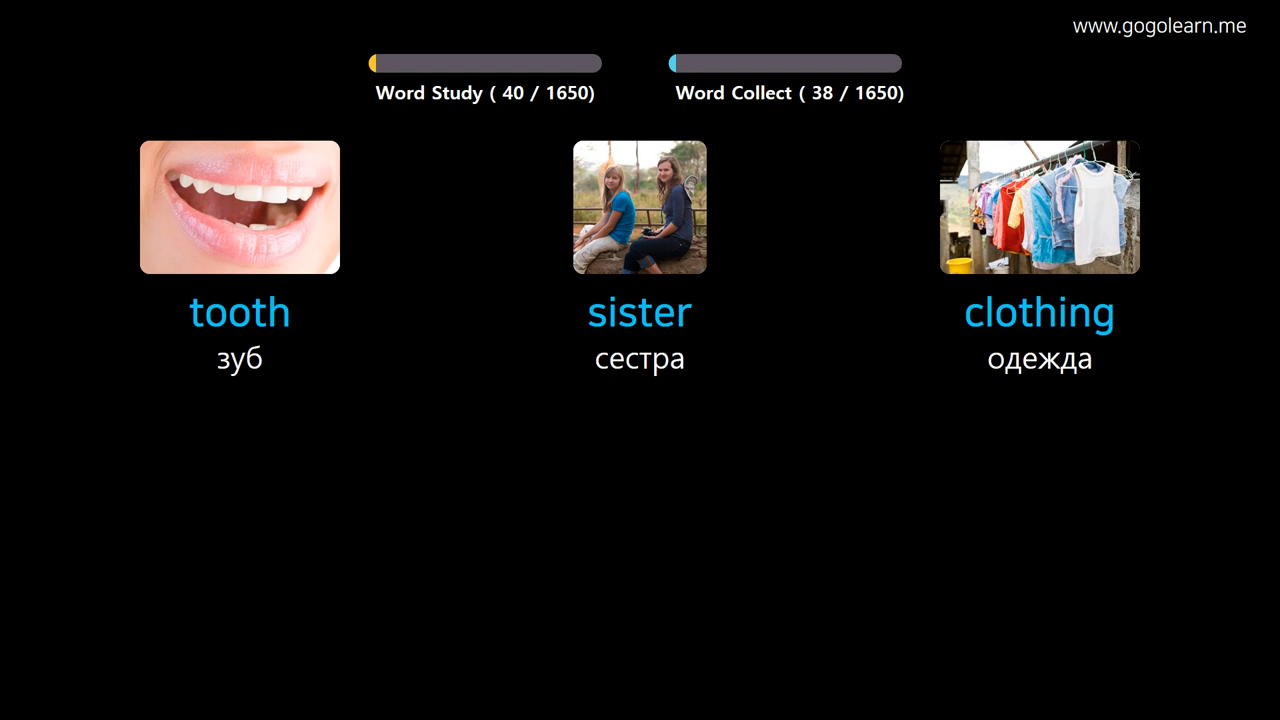 www.gogolearn.me
Word Study ( 40 / 1650)
Word Collect ( 38 / 1650)
tooth
зуб
sister
сестра
clothing
одежда